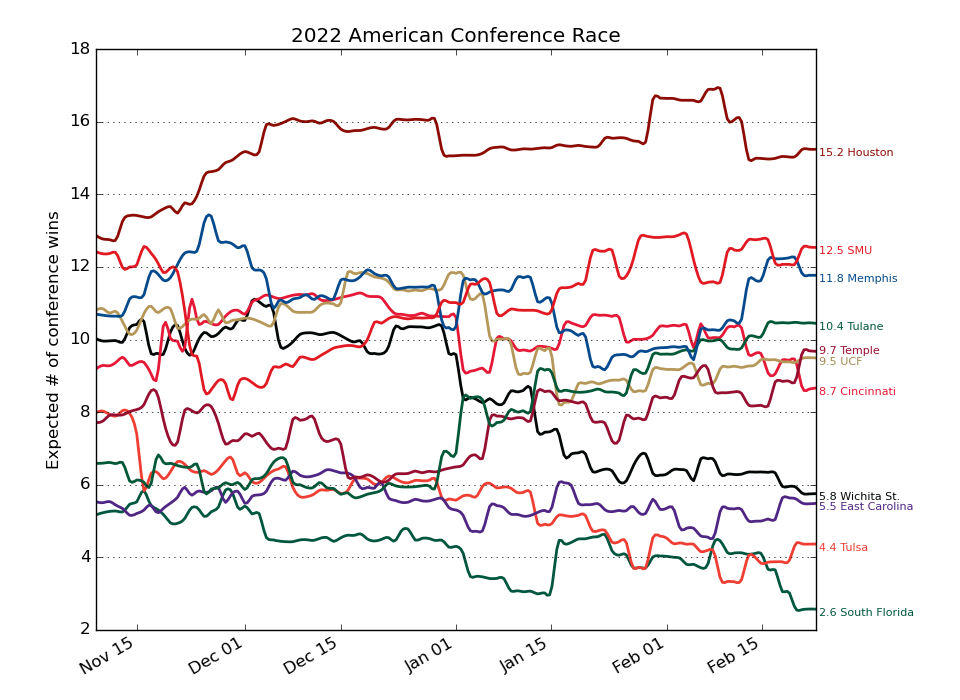 2022 American Conference Race
Expected # of conference wins
18
16
14
12
10
8
6
4
2
Nov 15
Dec 01
Dec 15
Jan 01
Jan 15
Feb 01
Feb 15
15.2 Houston
12.5 SMU
11.8 Memphis
10.4 Tulane
9.7 Temple
9.5 UCF
8.7 Cincinnati
5.8 Wichita St.
5.5 East Carolina
4.4 Tulsa
2.6 South Florida